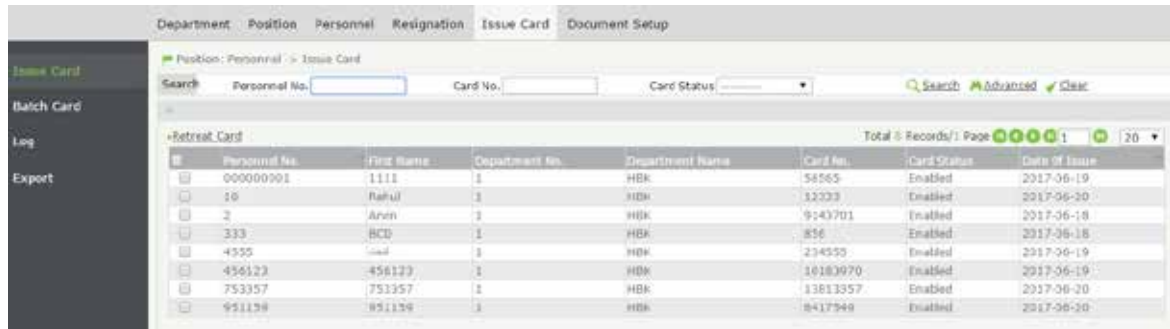 Department Position Personnel Resignation Issue Card Document Setup
Position: Personnel > Issue Card
Issue Card
Search Personnel No. Card No. Card Status ---------- Search Advanced Clear
Batch Card
Log
Retreat Card Total 8 Records/1 Page 1 20
Personnel No. First Name Department No. Department Name Card No. Card Status Date Of Issue
Export
000000001 1111 1 HBK 58565 Enabled 2017-06-19
10 Rahul 1 HBK 12333 Enabled 2017-06-20
2 Arvin 1 HBK 9143701 Enabled 2017-06-18
333 BCD 1 HBK 856 Enabled 2017-06-18
4555 1 HBK 234555 Enabled 2017-06-19
456123 456123 1 HBK 10183970 Enabled 2017-06-19
753357 753357 1 HBK 13813357 Enabled 2017-06-20
951159 951159 1 HBK 8417949 Enabled 2017-06-20